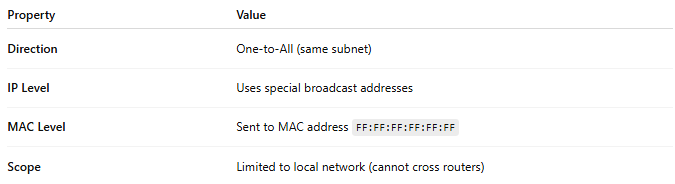 Property Value
Direction One-to-All (same subnet)
IP Level Uses special broadcast addresses
MAC Level Sent to MAC address FF:FF:FF:FF:FF:FF
Scope Limited to local network (cannot cross routers)